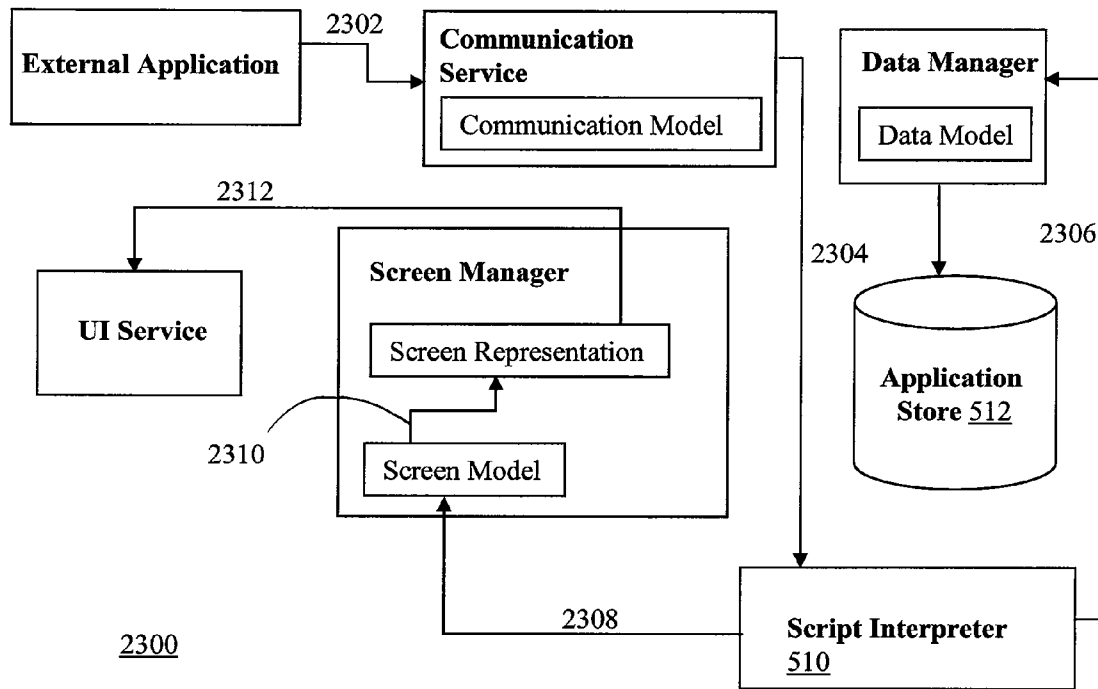 2302
External Application
Communication
Service
Communication Model
Data Manager
Data Model
2312
2304
2306
Screen Manager
UI Service
Screen Representation
Application
Store 512
2310
Screen Model
2308
Script Interpreter
510
2300